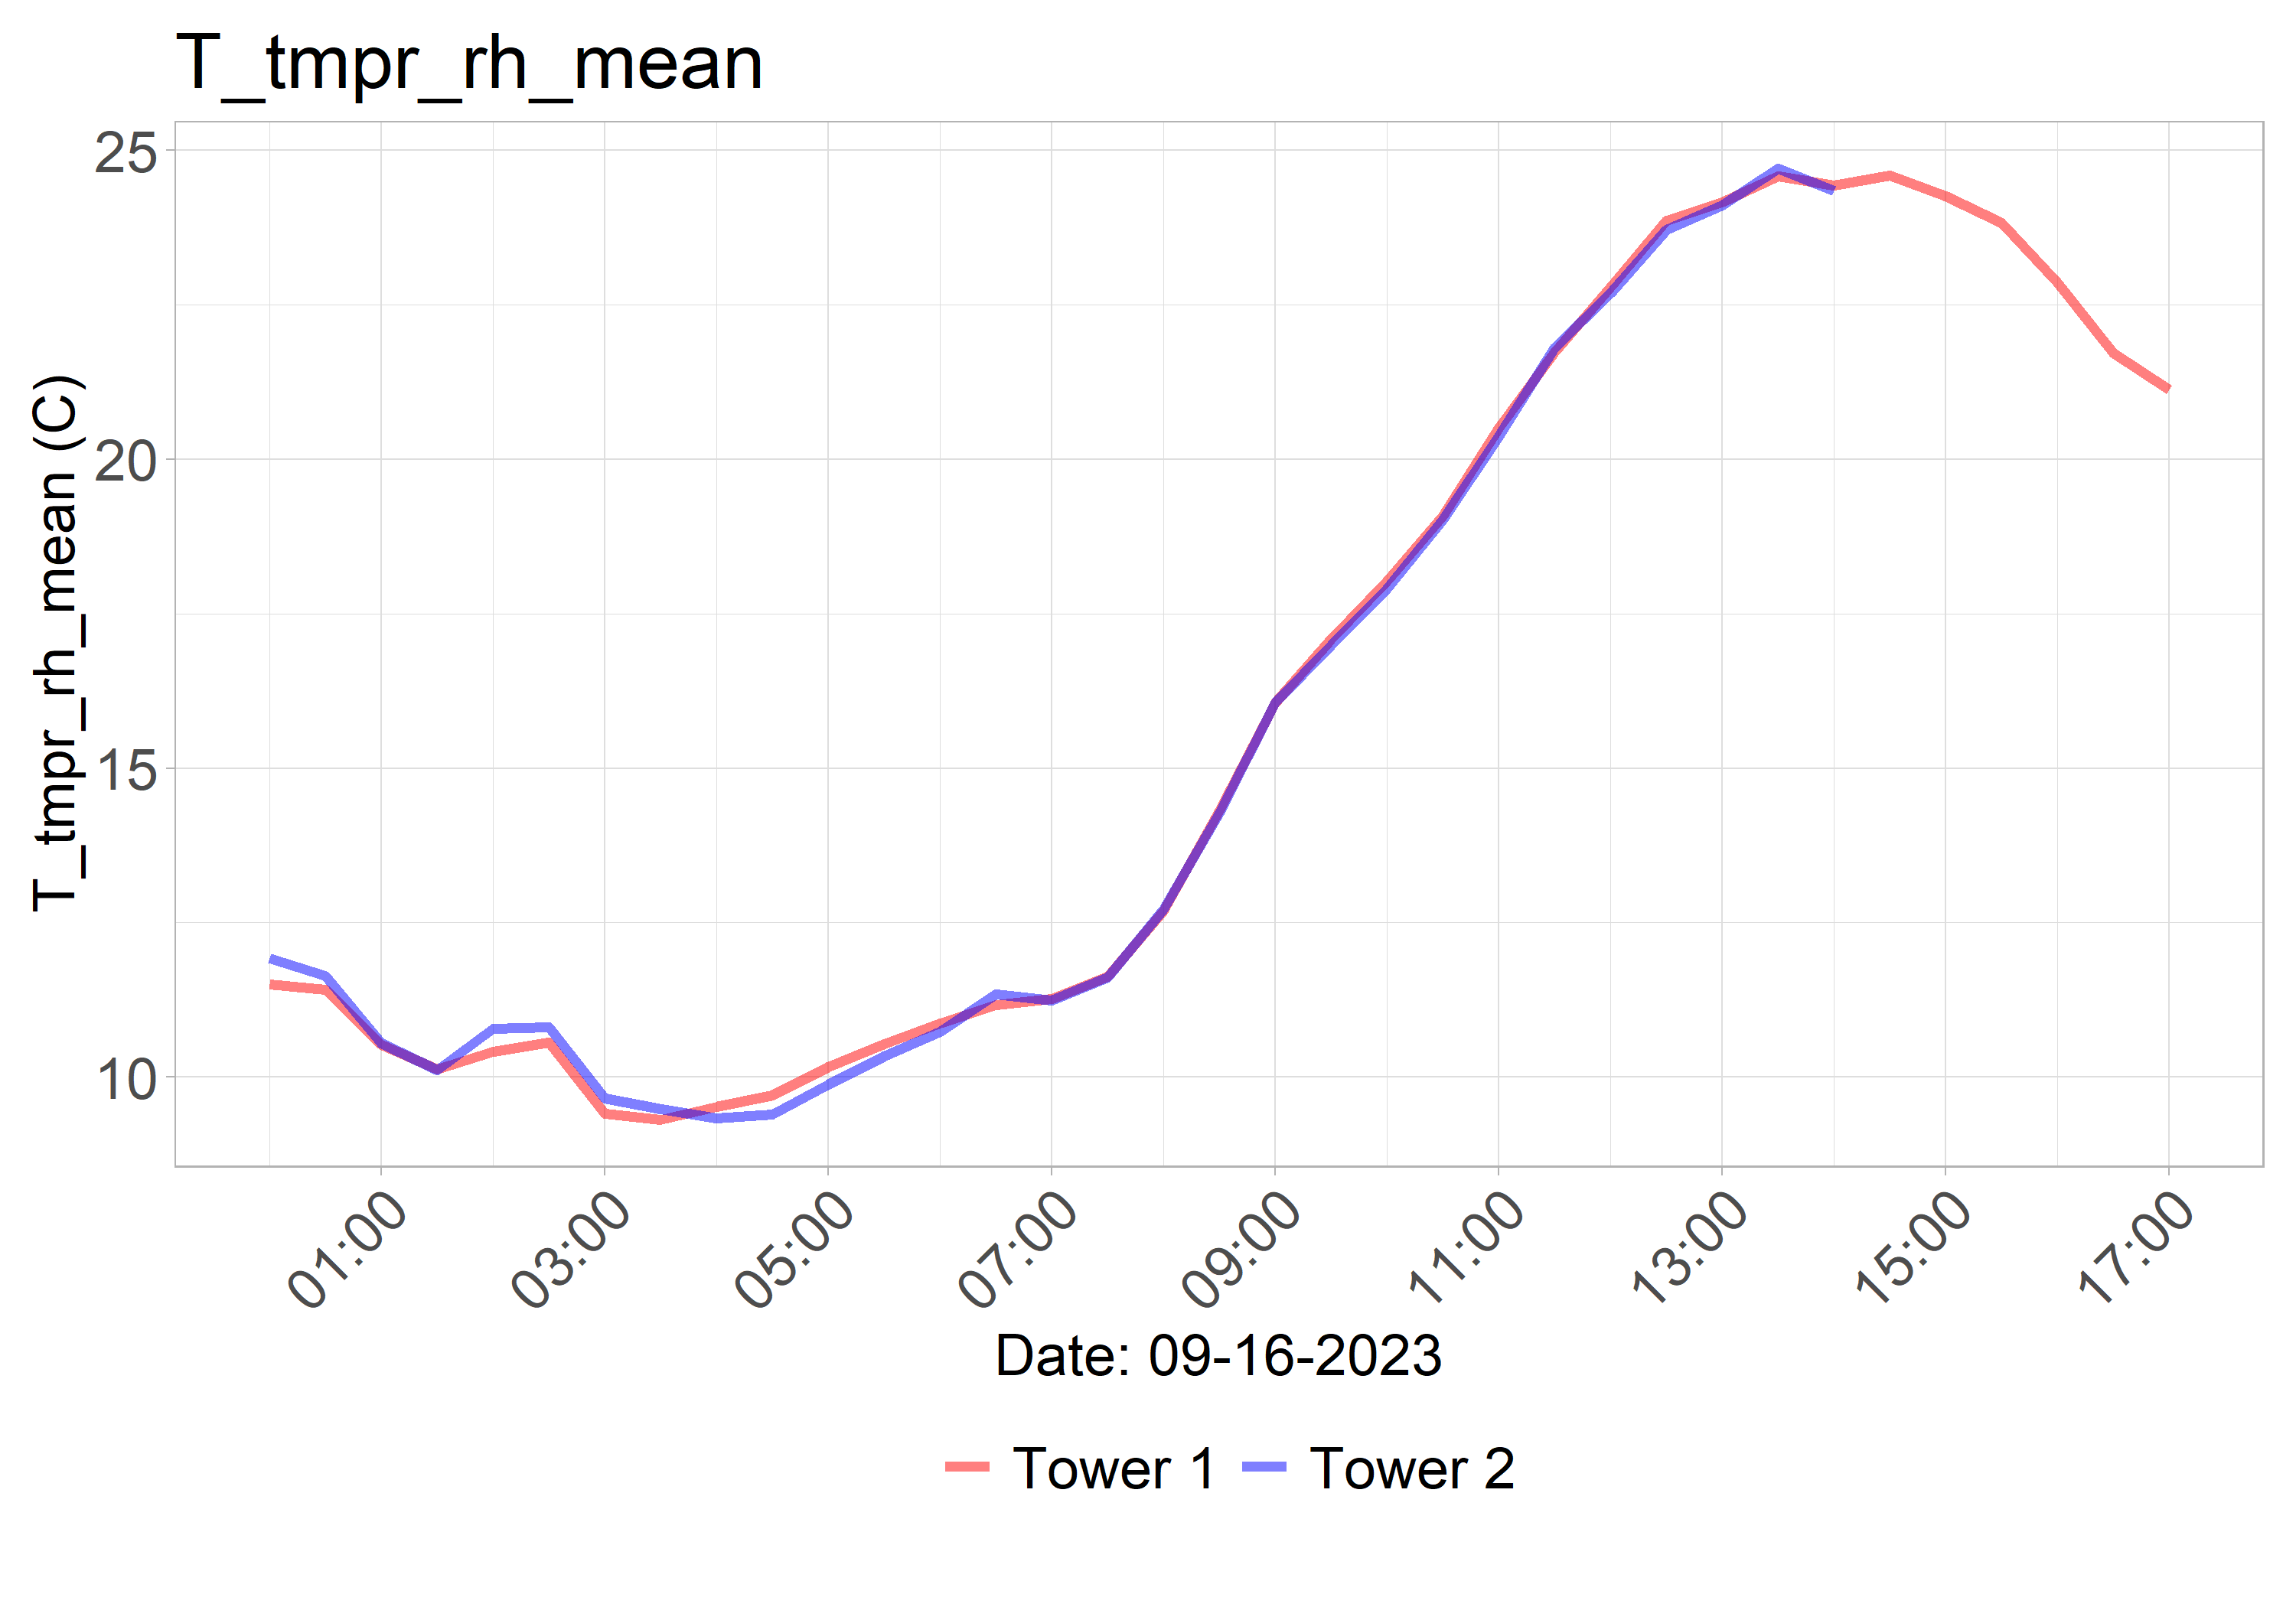 T_tmpr_rh_mean
T_tmpr_rh_mean (C)
25
20
15
10
01:00 03:00 05:00 07:00 09:00 11:00 13:00 15:00 17:00
Date: 09-16-2023
Tower 1 Tower 2